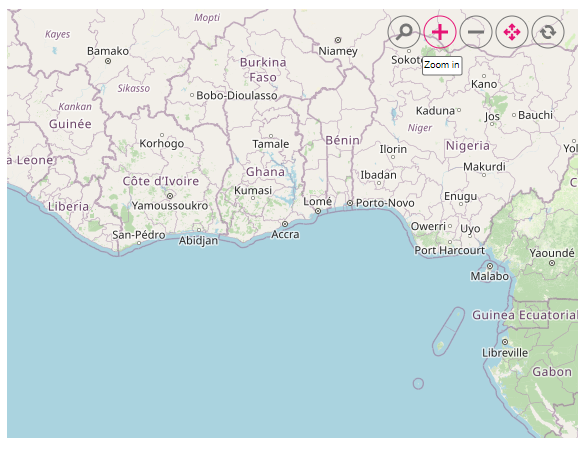 Mopti
Kayes
Bamako
Niamey
Sokot
Zoom in
Burkina
Faso
Kano
Sikasso
Bobo-Dioulasso
Kankan
Guinée
Kaduna
Jos
Bauchi
Niger
Korhogo
Tamale
Bénin
Ilorin
Nigeria
Yol
a Leone
Ghana
Makurdi
Côte d'Ivoire
Kumasi
Ibadan
C
Liberia
Yamoussoukro
Lomé
Porto-Novo
Enugu
San-Pédro
Abidjan
Accra
Owerri
Uyo
Port Harcourt
Yaoundé
Malabo
Guinea Ecuatorial
Libreville
Gabon